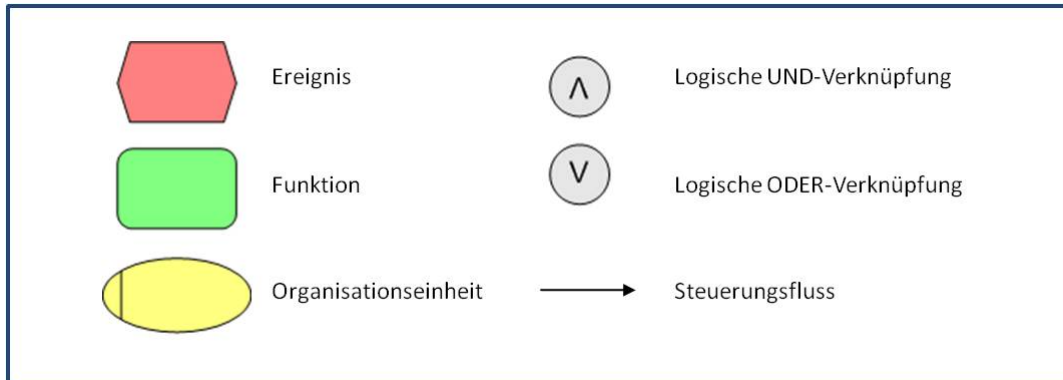 Ereignis
Λ
Logische UND-Verknüpfung
Funktion
V
Logische ODER-Verknüpfung
Organisationseinheit
Steuerungsfluss